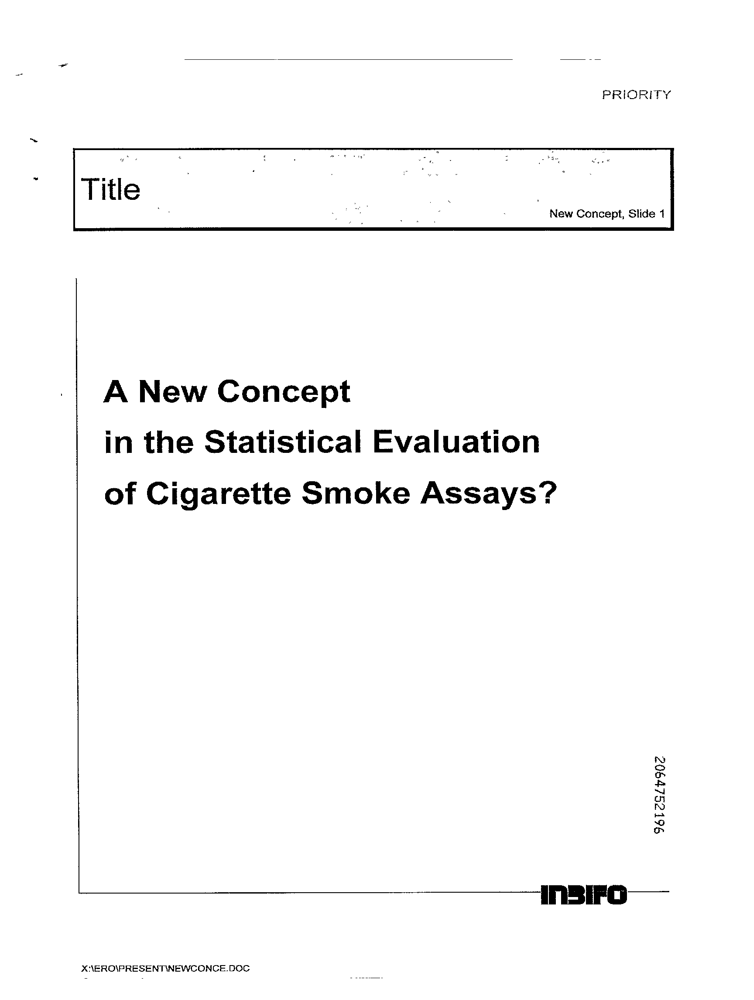 PRIORITY
Title
New Concept, Slide 1
A New Concept
in the Statistical Evaluation
of Cigarette Smoke Assays?
2064752196
INBIFO
X:\ERO\PRESENT\NEWCONCE.DOC